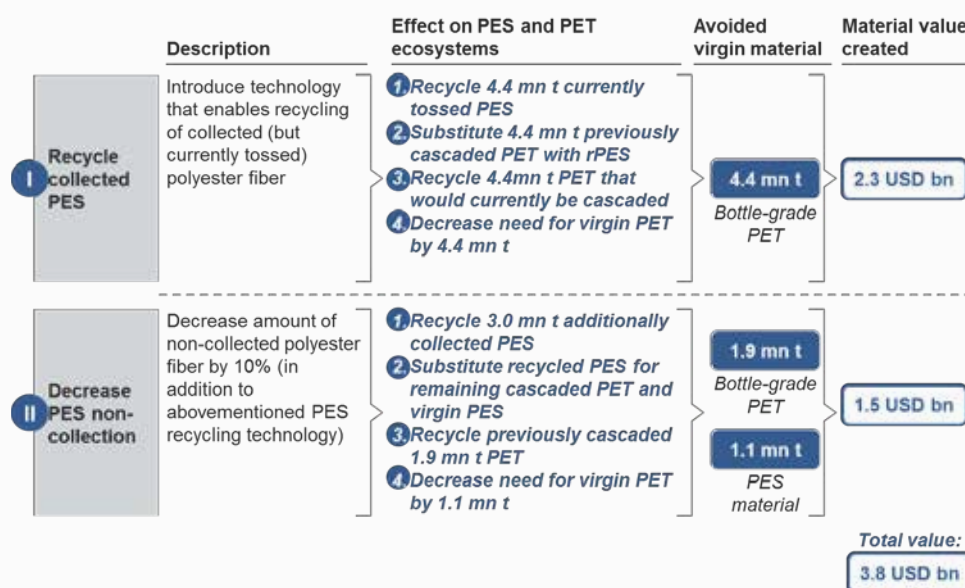 Description
Effect on PES and PET
ecosystems
Avoided
virgin material
Material value
created
I
Recycle
collected
PES
Introduce technology
that enables recycling
of collected (but
currently tossed)
polyester fiber
1. Recycle 4.4 mn t currently
tossed PES
2. Substitute 4.4 mn t previously
cascaded PET with rPES
3. Recycle 4.4mn t PET that
would currently be cascaded
4. Decrease need for virgin PET
by 4.4 mn t
4.4 mn t
Bottle-grade
PET
2.3 USD bn
II
Decrease
PES non-
collection
Decrease amount of
non-collected polyester
fiber by 10% (in
addition to
abovementioned PES
recycling technology)
1. Recycle 3.0 mn t additionally
collected PES
2. Substitute recycled PES for
remaining cascaded PET and
virgin PES
3. Recycle previously cascaded
1.9 mn t PET
4. Decrease need for virgin PET
by 1.1 mn t
1.9 mn t
Bottle-grade
PET
1.1 mn t
PES
material
1.5 USD bn
Total value:
3.8 USD bn